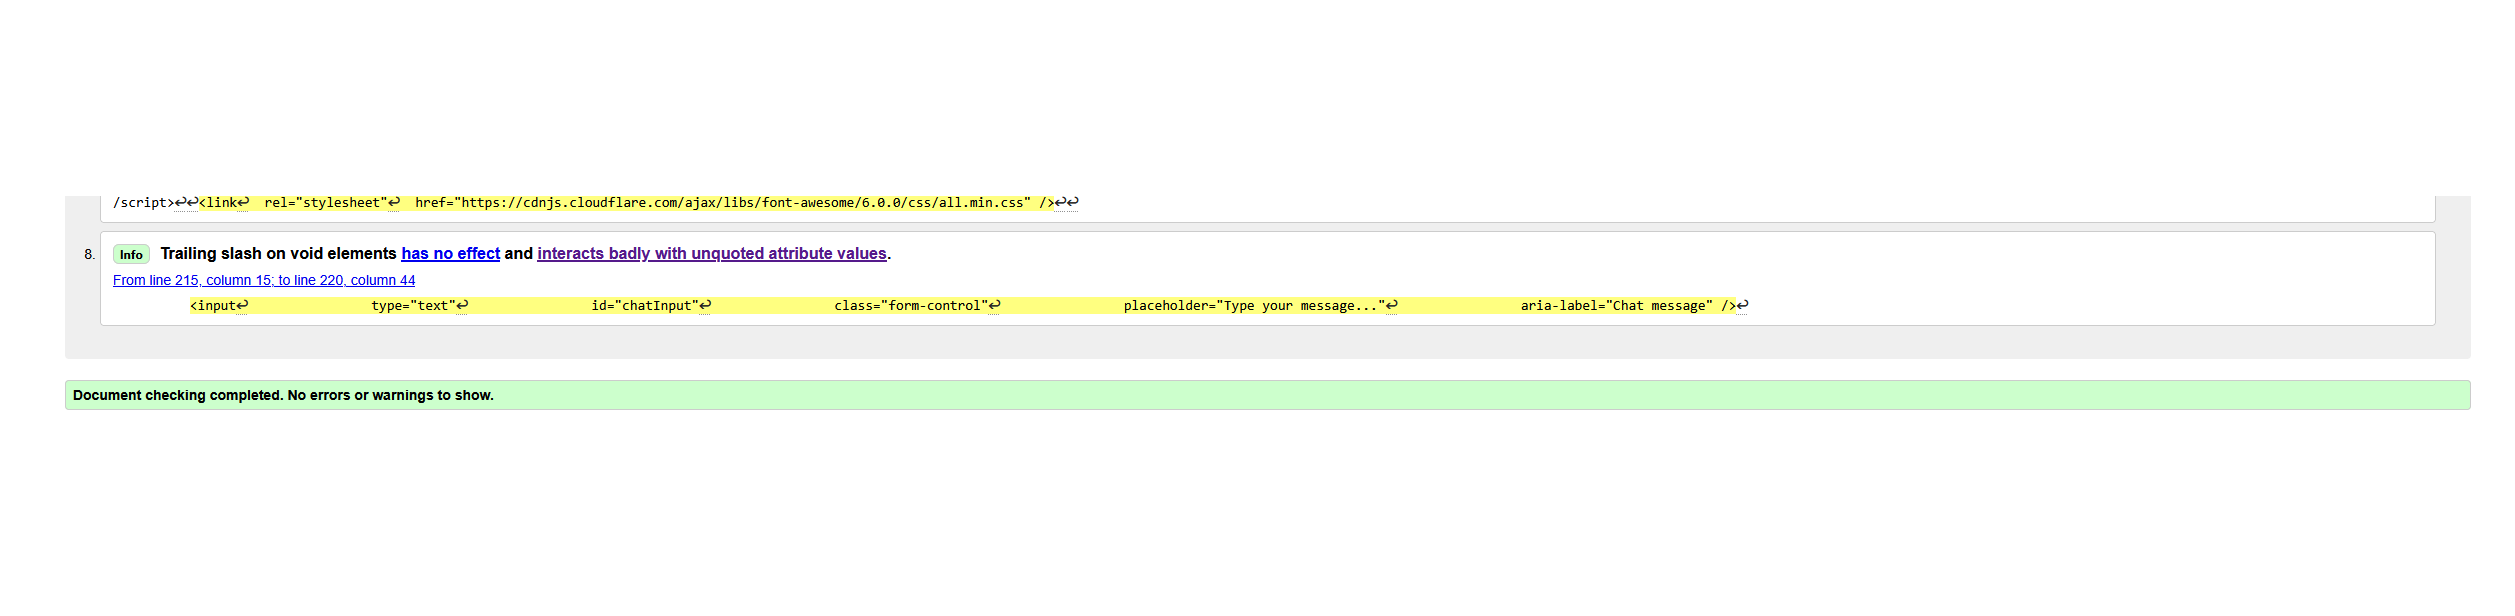 /script>↩↩<link↩  rel="stylesheet"↩  href="https://cdnjs.cloudflare.com/ajax/libs/font-awesome/6.0.0/css/all.min.css" />↩↩
8. Info Trailing slash on void elements has no effect and interacts badly with unquoted attribute values.
From line 215, column 15; to line 220, column 44
<input↩ type="text"↩ id="chatInput"↩ class="form-control"↩ placeholder="Type your message..."↩ aria-label="Chat message" />↩
Document checking completed. No errors or warnings to show.